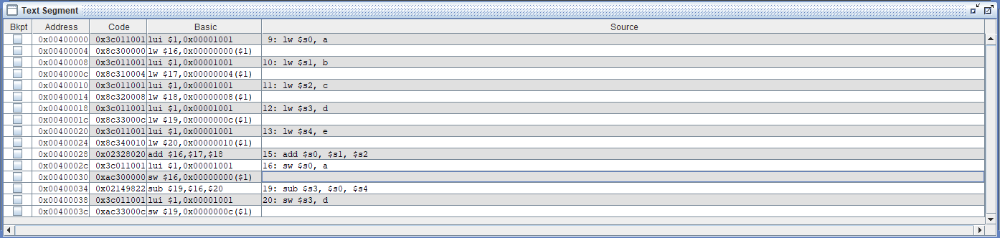 Text Segment
Bkpt Address Code Basic Source
0x00400000 0x3c011001 lui $1,0x00001001 9: lw $s0, a
0x00400004 0x8c300000 lw $16,0x00000000($1)
0x00400008 0x3c011001 lui $1,0x00001001 10: lw $s1, b
0x0040000c 0x8c310004 lw $17,0x00000004($1)
0x00400010 0x3c011001 lui $1,0x00001001 11: lw $s2, c
0x00400014 0x8c320008 lw $18,0x00000008($1)
0x00400018 0x3c011001 lui $1,0x00001001 12: lw $s3, d
0x0040001c 0x8c33000c lw $19,0x0000000c($1)
0x00400020 0x3c011001 lui $1,0x00001001 13: lw $s4, e
0x00400024 0x8c340010 lw $20,0x00000010($1)
0x00400028 0x02328020 add $16,$17,$18 15: add $s0, $s1, $s2
0x0040002c 0x3c011001 lui $1,0x00001001 16: sw $s0, a
0x00400030 0xac300000 sw $16,0x00000000($1)
0x00400034 0x02149822 sub $19,$16,$20 19: sub $s3, $s0, $s4
0x00400038 0x3c011001 lui $1,0x00001001 20: sw $s3, d
0x0040003c 0xac33000c sw $19,0x0000000c($1)